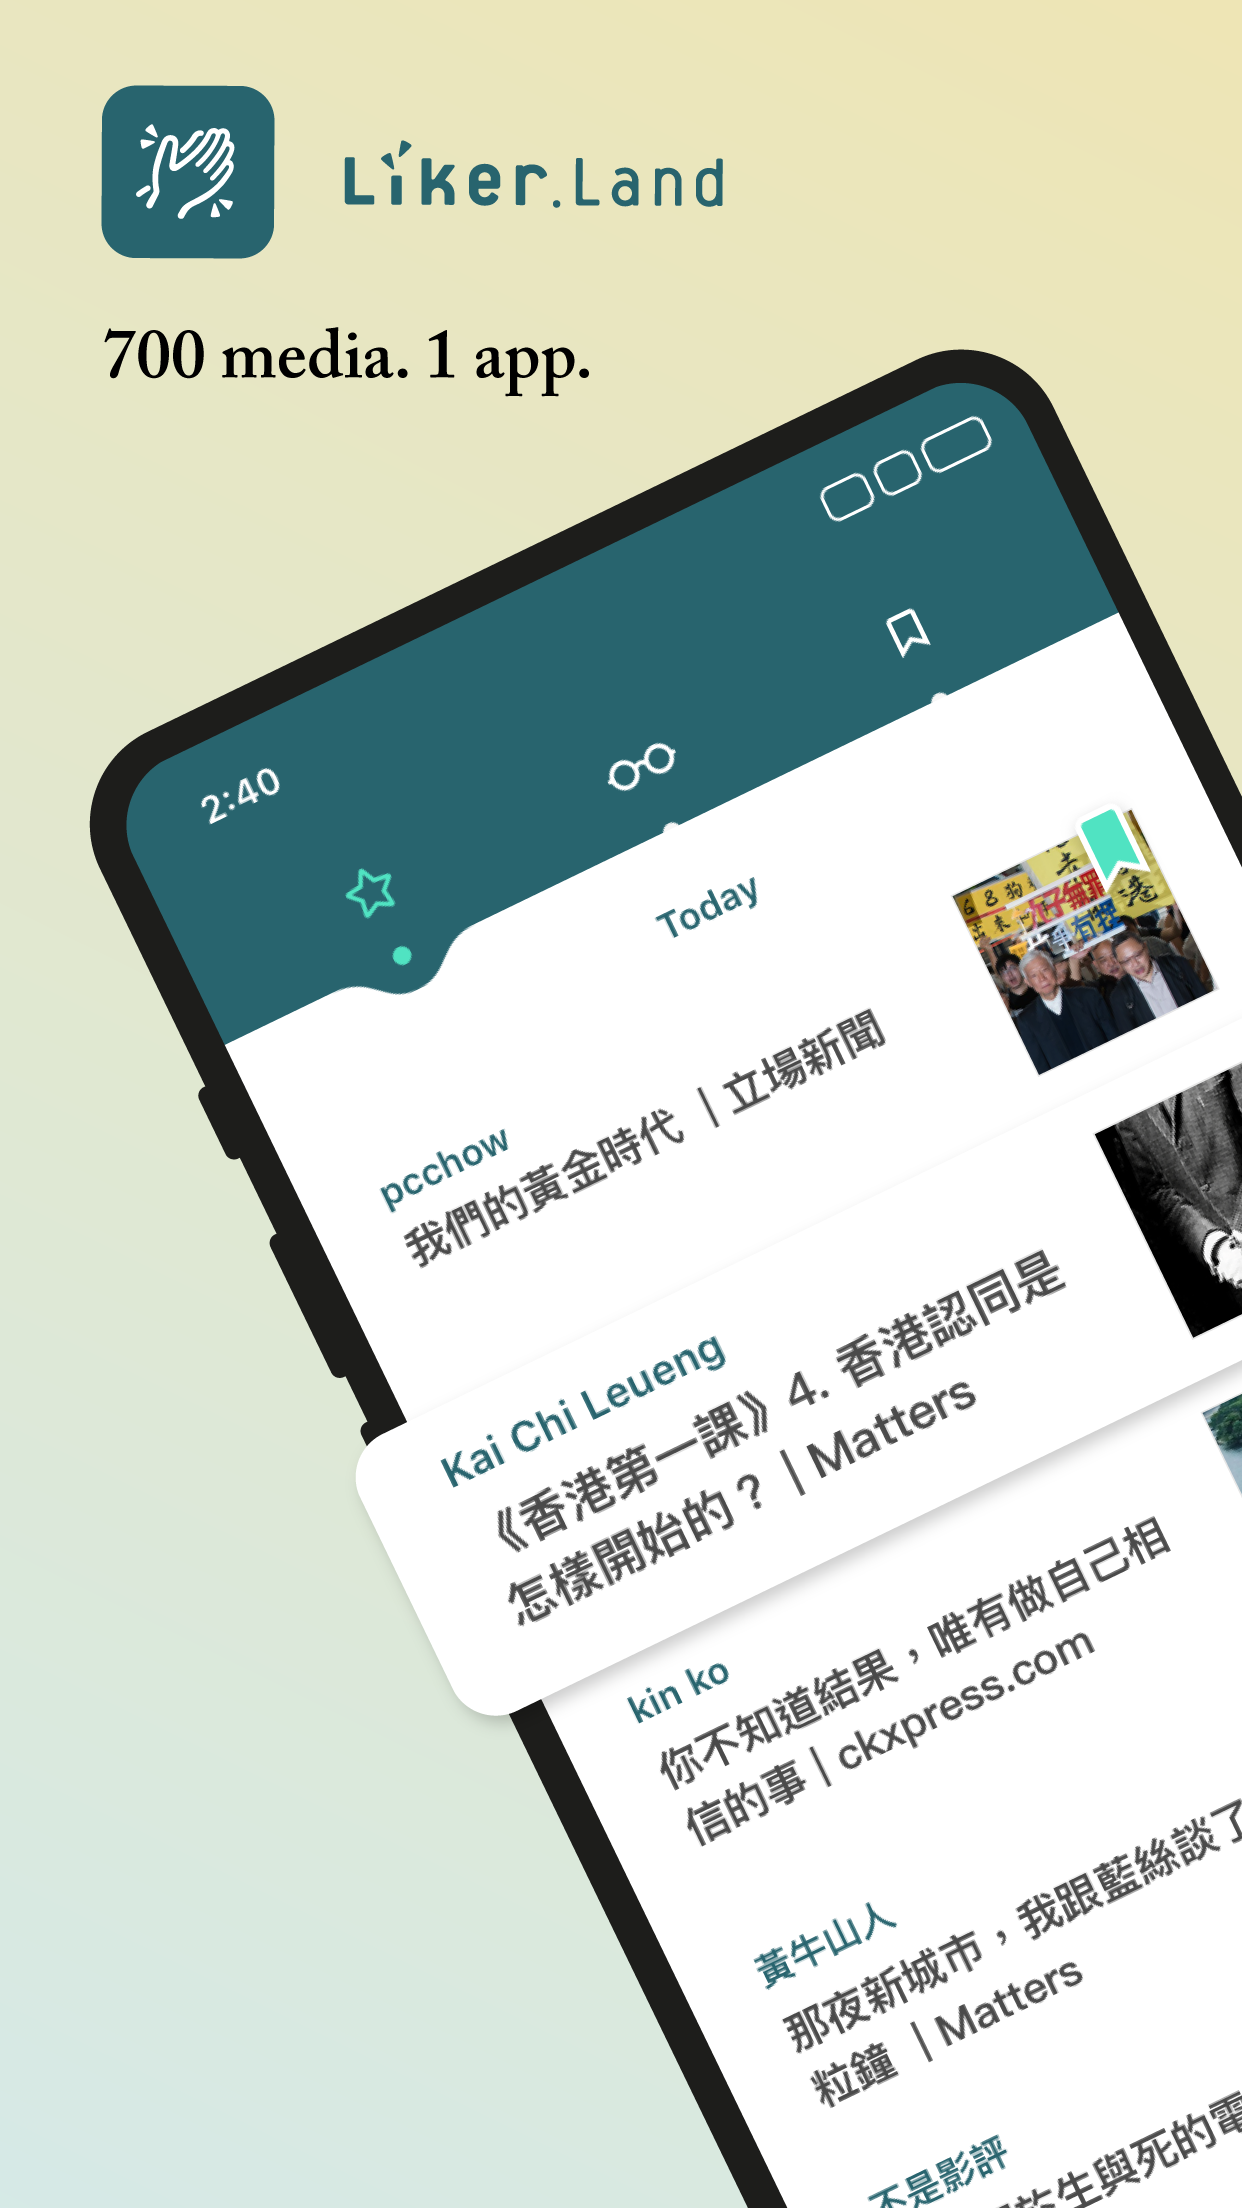 Liker.Land
700 media. 1 app.
2:40
Today
pcchow
我們的黃金時代 ｜立場新聞
Kai Chi Leueng
《香港第一課》4. 香港認同是
怎樣開始的？｜Matters
kin ko
你不知道結果，唯有做自己相
信的事 | ckxpress.com
黃牛山人
那夜新城市，我跟藍絲談了
粒鐘 ｜Matters
不是影評
生與死的電